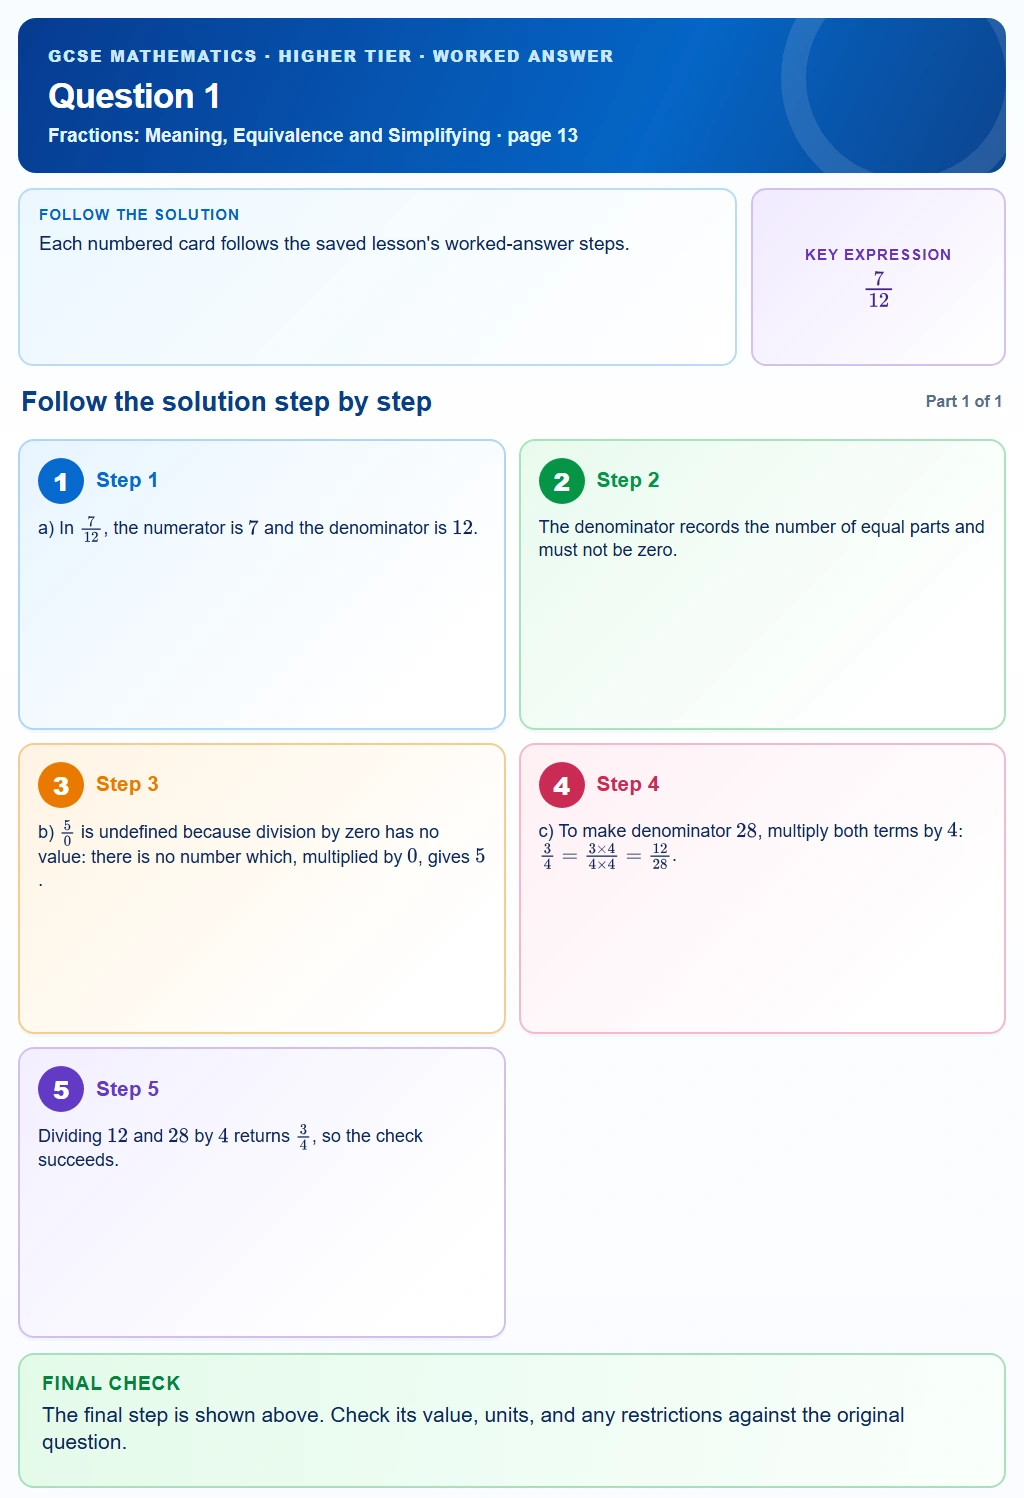 GCSE MATHEMATICS · HIGHER TIER · WORKED ANSWER
Question 1
Fractions: Meaning, Equivalence and Simplifying · page 13
FOLLOW THE SOLUTION
Each numbered card follows the saved lesson's worked-answer steps.
KEY EXPRESSION
7/12
Follow the solution step by step
Part 1 of 1
1 Step 1
a) In 7/12, the numerator is 7 and the denominator is 12.
2 Step 2
The denominator records the number of equal parts and
must not be zero.
3 Step 3
b) 5/0 is undefined because division by zero has no
value: there is no number which, multiplied by 0, gives 5
.
4 Step 4
c) To make denominator 28, multiply both terms by 4:
3/4 = 3×4/4×4 = 12/28.
5 Step 5
Dividing 12 and 28 by 4 returns 3/4, so the check
succeeds.
FINAL CHECK
The final step is shown above. Check its value, units, and any restrictions against the original
question.